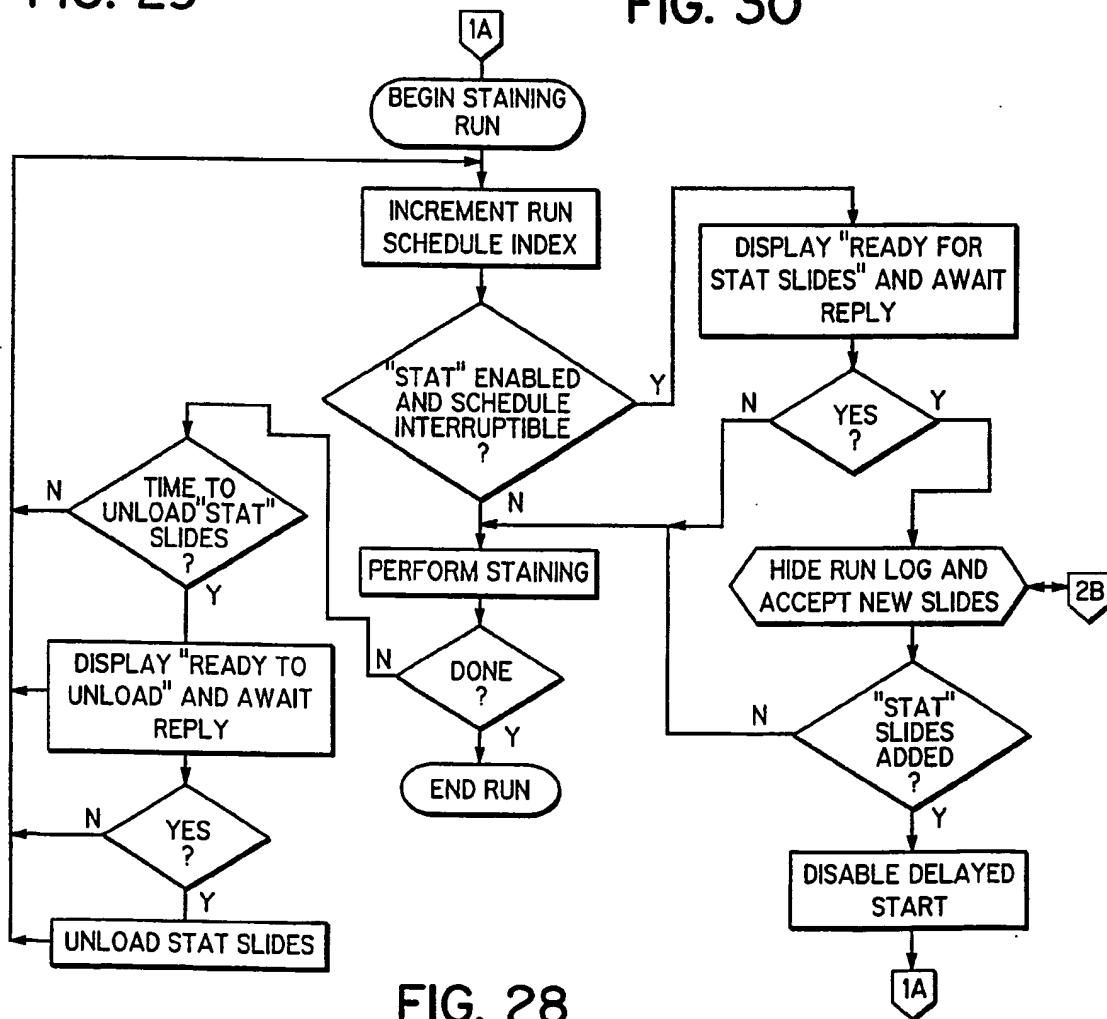 FIG. 30
1A
BEGIN STAINING
RUN
INCREMENT RUN
SCHEDULE INDEX
DISPLAY "READY FOR
STAT SLIDES" AND AWAIT
REPLY
"STAT" ENABLED
AND SCHEDULE
INTERRUPTIBLE
?
Y
N
YES
?
N
Y
TIME TO
UNLOAD "STAT"
SLIDES
?
N
Y
PERFORM STAINING
HIDE RUN LOG AND
ACCEPT NEW SLIDES
2B
DISPLAY "READY TO
UNLOAD" AND AWAIT
REPLY
DONE
?
N
Y
"STAT"
SLIDES
ADDED
?
N
Y
END RUN
YES
?
N
Y
DISABLE DELAYED
START
UNLOAD STAT SLIDES
1A
FIG. 28